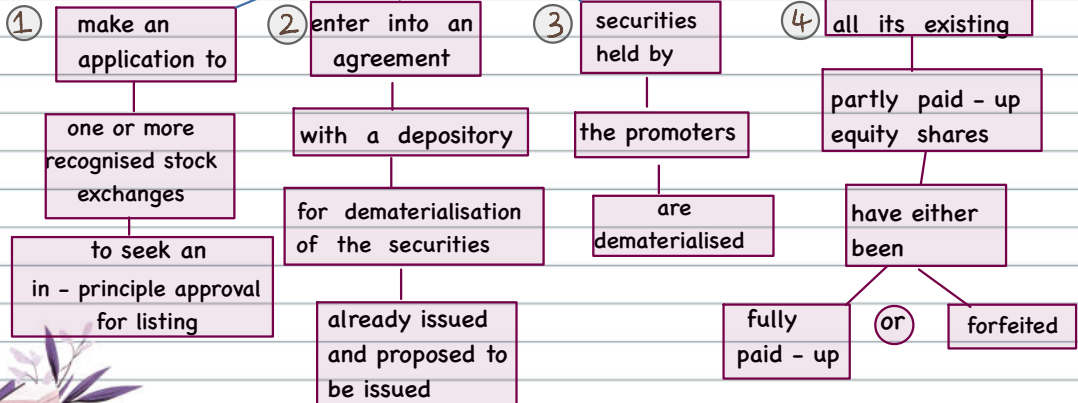 1
make an
application to
one or more
recognised stock
exchanges
to seek an
in - principle approval
for listing
2
enter into an
agreement
with a depository
for dematerialisation
of the securities
already issued
and proposed to
be issued
3
securities
held by
the promoters
are
dematerialised
4
all its existing
partly paid - up
equity shares
have either
been
fully
paid - up
or
forfeited